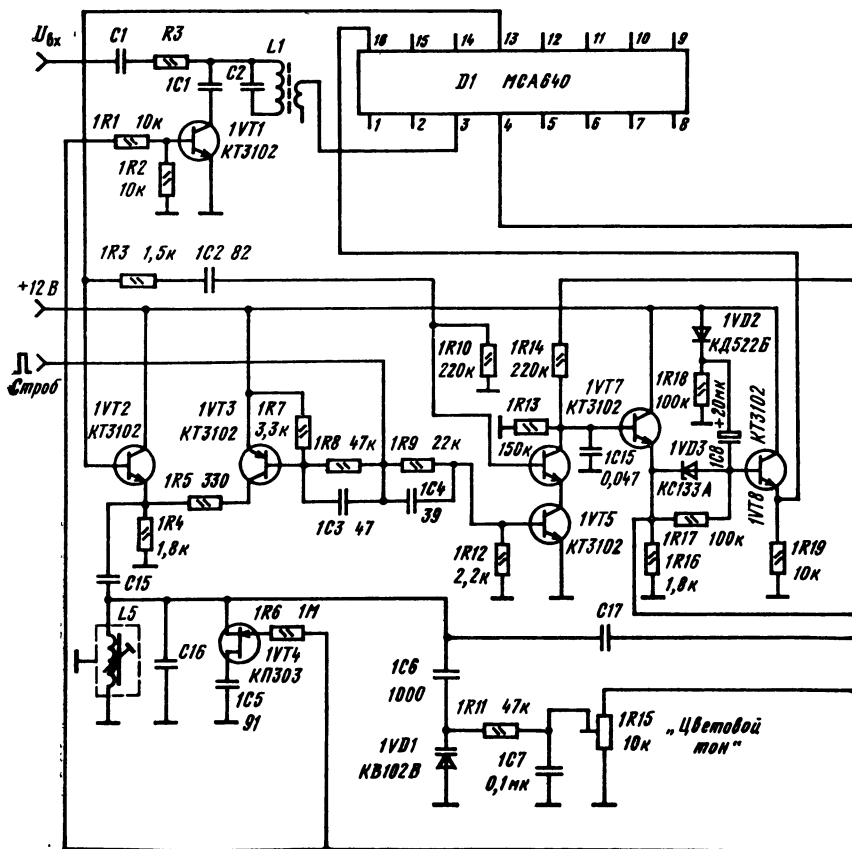 Uвх
C1
R3
L1
1C1
C2
16 15 14 13 12 11 10 9
D1 МСА640
1 2 3 4 5 6 7 8
1R1 10к
1VT1
КТ3102
1R2
10к
1R3 1,5к
1C2 82
+12 В
Строб
1R10
220к
1R14
220к
1VD2
КД522Б
1R18
100к
+20мк
1C8
КТ3102
1VT8
1VT2
КТ3102
1VT3
КТ3102
1R7
3,3к
1R8 47к
1R9 22к
1R13
150к
1VT7
КТ3102
1C15
0,047
1VD3
КС133А
1R5 330
1R4
1,8к
1C3 47
1C4
39
1R12
2,2к
1VT5
КТ3102
1R17
100к
1R16
1,8к
1R19
10к
C15
L5
C16
1R6 1М
1VT4
КП303
1C5
91
C17
1C6
1000
1R11 47к
1VD1
КВ102В
1C7
0,1мк
1R15
10к
„Цветовой
тон"